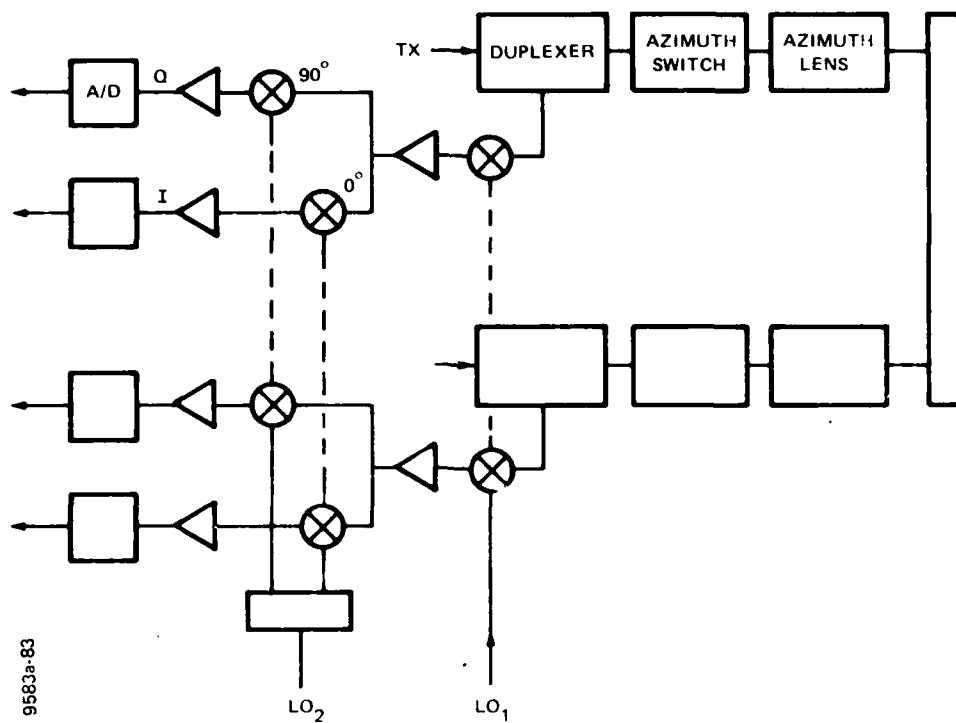 TX
DUPLEXER
AZIMUTH
SWITCH
AZIMUTH
LENS
A/D
Q
90°
I
0°
LO₂
LO₁
9583a-83